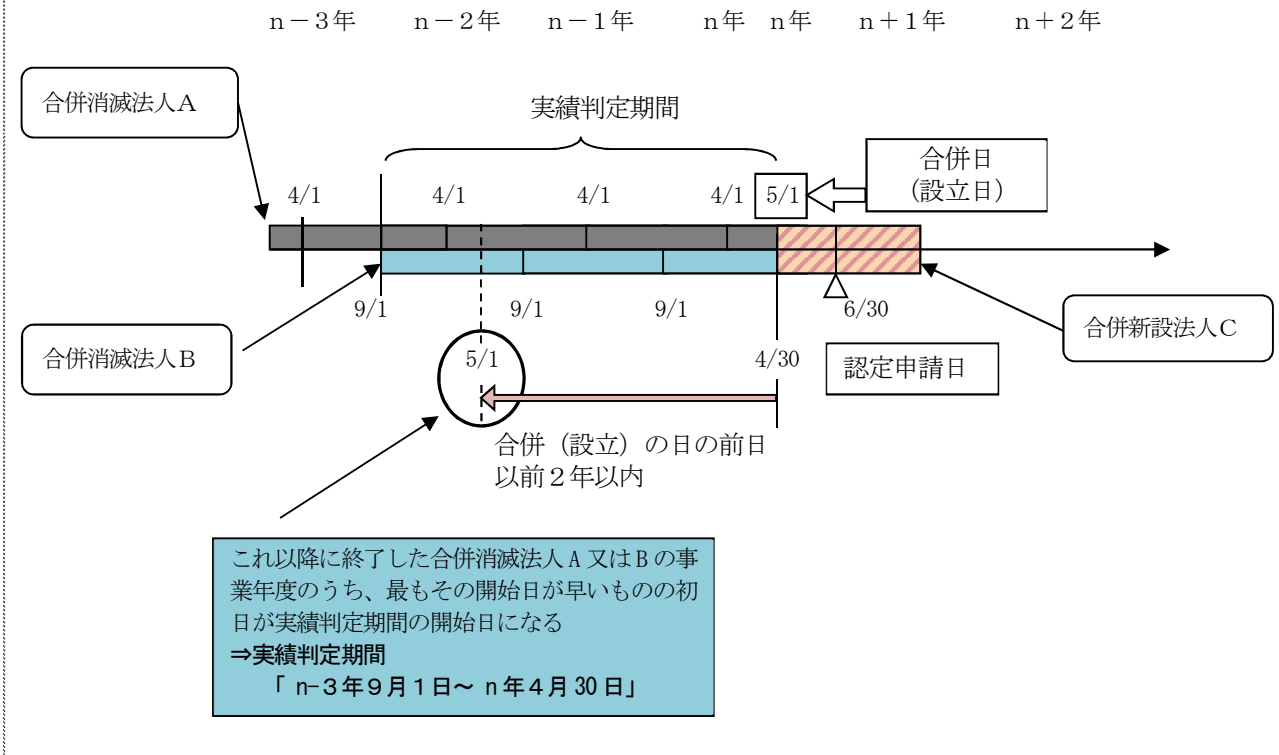 n－3年　n－2年　n－1年　n年　n年　n＋1年　n＋2年
合併消滅法人A
実績判定期間
合併日
（設立日）
4/1　4/1　4/1　4/1　5/1
9/1　9/1　9/1　6/30
合併消滅法人B
合併新設法人C
5/1　4/30
認定申請日
合併（設立）の日の前日
以前２年以内
これ以降に終了した合併消滅法人A又はBの事
業年度のうち、最もその開始日が早いものの初
日が実績判定期間の開始日になる
⇒実績判定期間
「 n-３年９月１日～ n年４月30日」